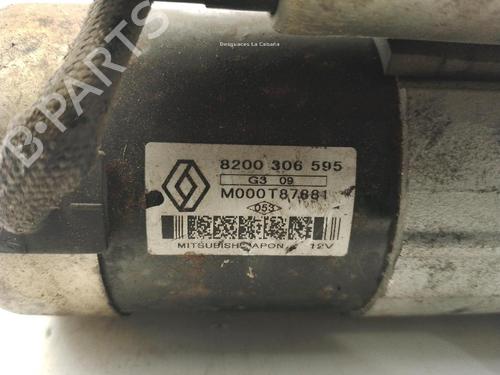 Desguaces La Cabaña
B-PARTS
8200 306 595
G3 09
M000T87881
053
MITSUBISHI JAPON 12V